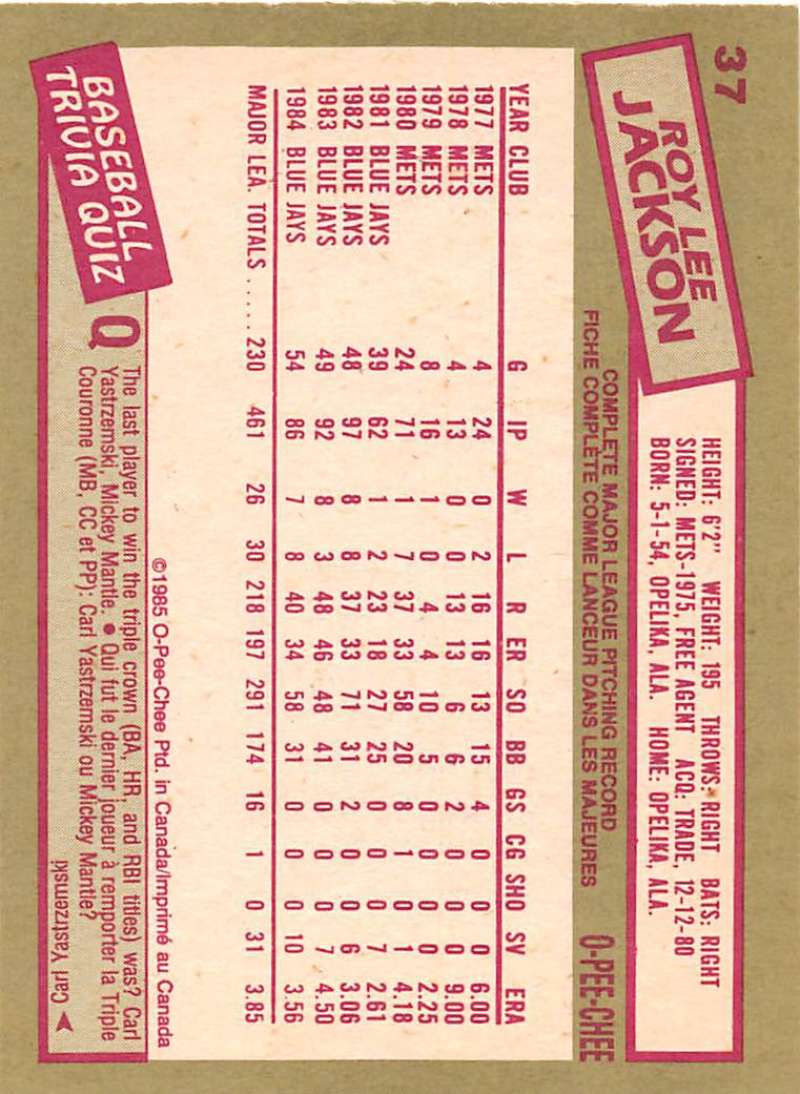 37
ROY LEE
JACKSON
HEIGHT: 6'2" WEIGHT: 195 THROWS: RIGHT BATS: RIGHT
SIGNED: METS-1975, FREE AGENT ACQ: TRADE, 12-12-80
BORN: 5-1-54, OPELIKA, ALA. HOME: OPELIKA, ALA.
COMPLETE MAJOR LEAGUE PITCHING RECORD
FICHE COMPLÈTE COMME LANCEUR DANS LES MAJEURES
O-PEE-CHEE
YEAR CLUB G IP W L R ER SO BB GS CG SHO SV ERA
1977 METS 4 24 0 2 16 16 13 15 4 0 0 0 6.00
1978 METS 4 13 0 0 13 13 6 6 2 0 0 0 9.00
1979 METS 8 16 1 0 4 4 10 5 0 0 0 0 2.25
1980 METS 24 71 1 7 37 33 58 20 8 1 0 1 4.18
1981 BLUE JAYS 39 62 1 2 23 18 27 25 0 0 0 7 2.61
1982 BLUE JAYS 48 97 8 8 37 33 71 31 2 0 0 6 3.06
1983 BLUE JAYS 49 92 8 3 48 46 48 41 0 0 0 7 4.50
1984 BLUE JAYS 54 86 7 8 40 34 58 31 0 0 0 10 3.56
MAJOR LEA. TOTALS ..... 230 461 26 30 218 197 291 174 16 1 0 31 3.85
©1985 O-Pee-Chee Ptd. in Canada/Imprimé au Canada
BASEBALL
TRIVIA QUIZ
Q
The last player to win the triple crown (BA, HR, and RBI titles) was? Carl
Yastrzemski, Mickey Mantle. ● Qui fut le dernier joueur à remporter la Triple
Couronne (MB, CC et PP): Carl Yastrzemski ou Mickey Mantle?
Carl Yastrzemski